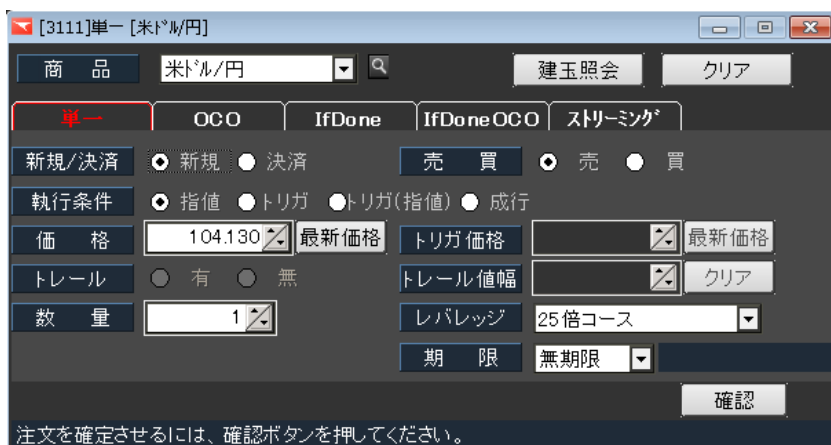 [3111]単一 [米ドル/円]
商 品 米ドル/円 建玉照会 クリア
単一 OCO IfDone IfDoneOCO ストリーミング
新規/決済 新規 決済 売 買 売 買
執行条件 指値 トリガ トリガ(指値) 成行
価 格 104.130 最新価格 トリガ価格 最新価格
トレール 有 無 トレール値幅 クリア
数 量 1 レバレッジ 25倍コース
期 限 無期限
確認
注文を確定させるには、確認ボタンを押してください。